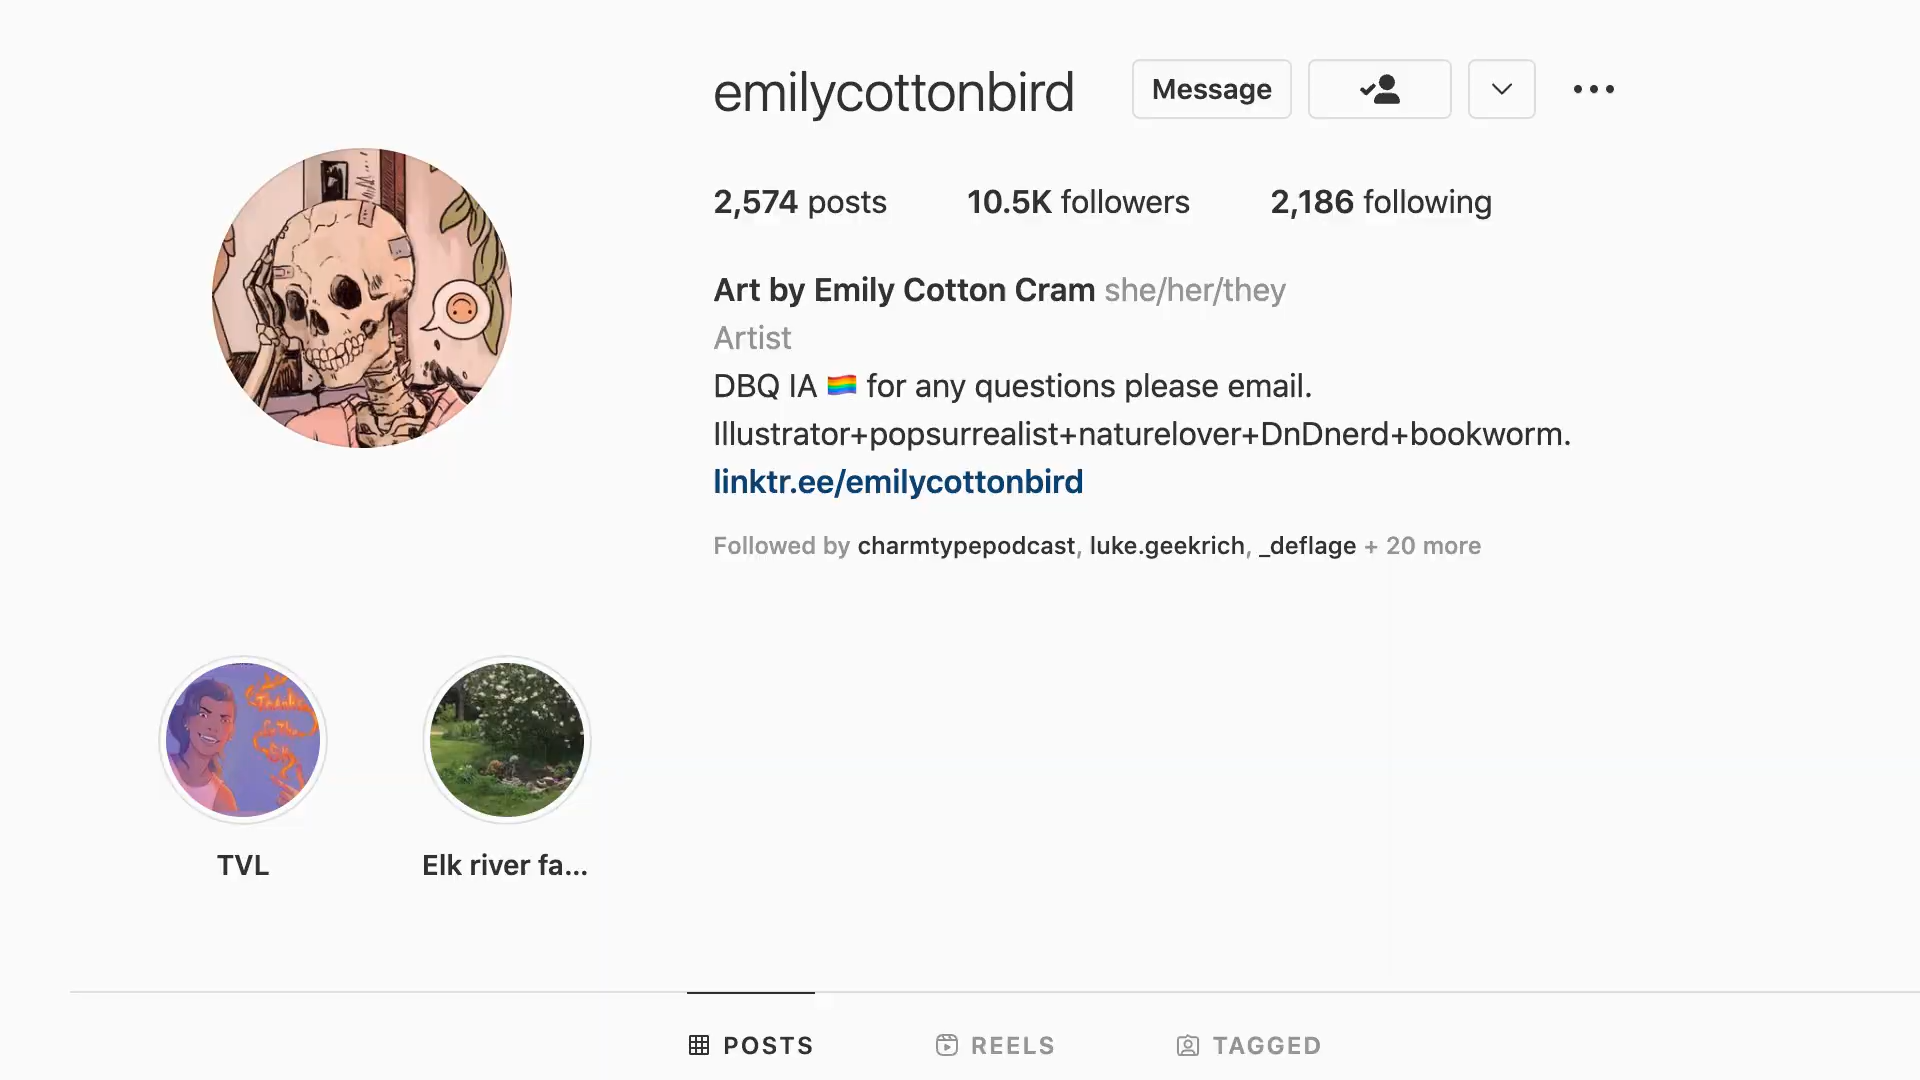 emilycottonbird
Message
2,574 posts 10.5K followers 2,186 following
Art by Emily Cotton Cram she/her/they
Artist
DBQ IA 🏳️‍🌈 for any questions please email.
Illustrator+popsurrealist+naturelover+DnDnerd+bookworm.
linktr.ee/emilycottonbird
Followed by charmtypepodcast, luke.geekrich, _deflage + 20 more
TVL
Elk river fa...
POSTS
REELS
TAGGED